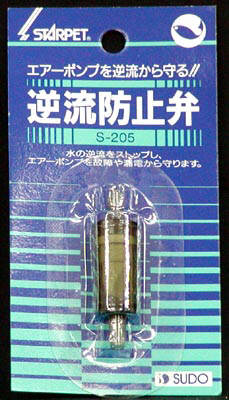 STARPET®
エアーポンプを逆流から守る!!
逆流防止弁
S-205
水の逆流をストップし、
エアーポンプを故障や漏電から守ります。
SUDO